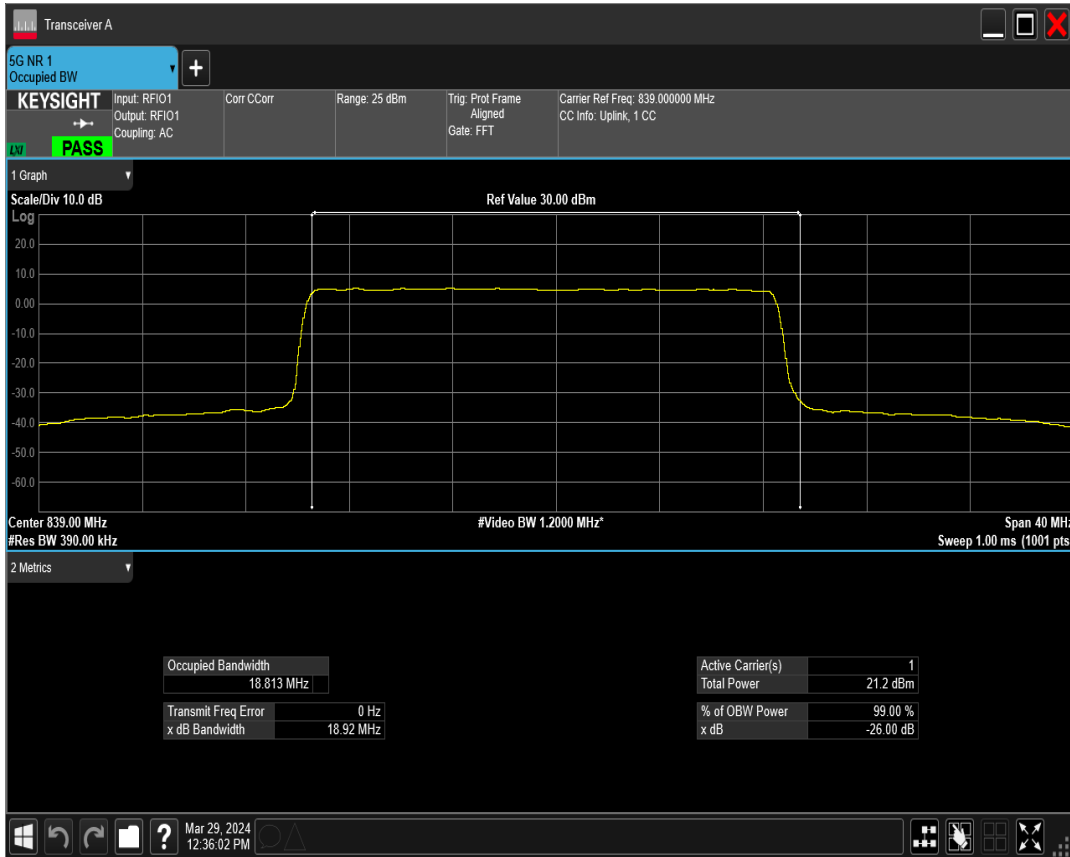 Transceiver A
5G NR 1
Occupied BW
KEYSIGHT
LXI
PASS
Input: RFIO1
Output: RFIO1
Coupling: AC
Corr CCorr
Range: 25 dBm
Trig: Prot Frame
Aligned
Gate: FFT
Carrier Ref Freq: 839.000000 MHz
CC Info: Uplink, 1 CC
1 Graph
Scale/Div 10.0 dB
Ref Value 30.00 dBm
Log
20.0
10.0
0.00
-10.0
-20.0
-30.0
-40.0
-50.0
-60.0
Center 839.00 MHz
#Video BW 1.2000 MHz*
Span 40 MHz
#Res BW 390.00 kHz
Sweep 1.00 ms (1001 pts
2 Metrics
Occupied Bandwidth
18.813 MHz
Transmit Freq Error 0 Hz
x dB Bandwidth 18.92 MHz
Active Carrier(s) 1
Total Power 21.2 dBm
% of OBW Power 99.00 %
x dB -26.00 dB
?
Mar 29, 2024
12:36:02 PM